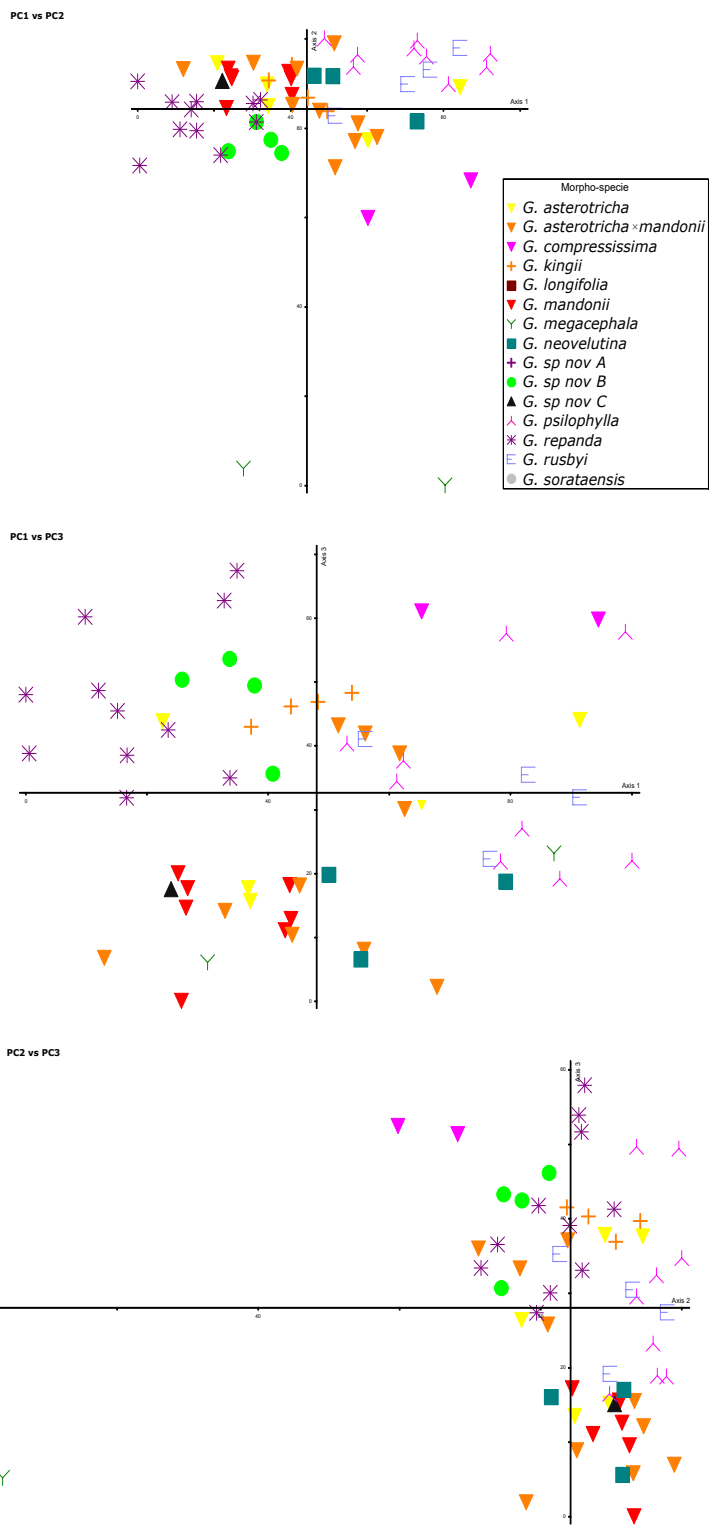 PC1 vs PC2
Axis 2
Axis 1
0
40
80
80
40
0
Morpho-specie
G. asterotricha
G. asterotricha×mandonii
G. compressissima
G. kingii
G. longifolia
G. mandonii
G. megacephala
G. neovelutina
G. sp nov A
G. sp nov B
G. sp nov C
G. psilophylla
G. repanda
G. rusbyi
G. sorataensis
PC1 vs PC3
Axis 3
60
40
Axis 1
0
40
80
20
0
PC2 vs PC3
Axis 3
60
40
Axis 2
40
20
0